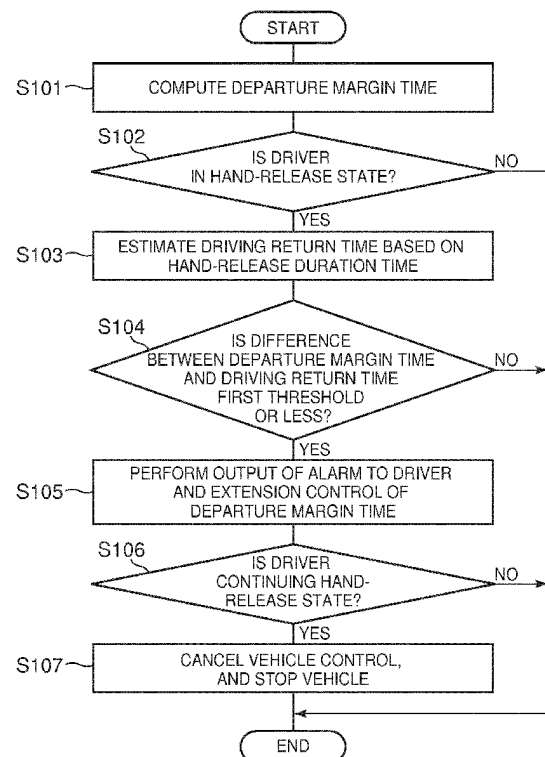 START
S101
COMPUTE DEPARTURE MARGIN TIME
S102
IS DRIVER
IN HAND-RELEASE STATE?
NO
YES
S103
ESTIMATE DRIVING RETURN TIME BASED ON
HAND-RELEASE DURATION TIME
S104
IS DIFFERENCE
BETWEEN DEPARTURE MARGIN TIME
AND DRIVING RETURN TIME
FIRST THRESHOLD
OR LESS?
NO
YES
S105
PERFORM OUTPUT OF ALARM TO DRIVER
AND EXTENSION CONTROL OF
DEPARTURE MARGIN TIME
S106
IS DRIVER
CONTINUING HAND-
RELEASE STATE?
NO
YES
S107
CANCEL VEHICLE CONTROL,
AND STOP VEHICLE
END